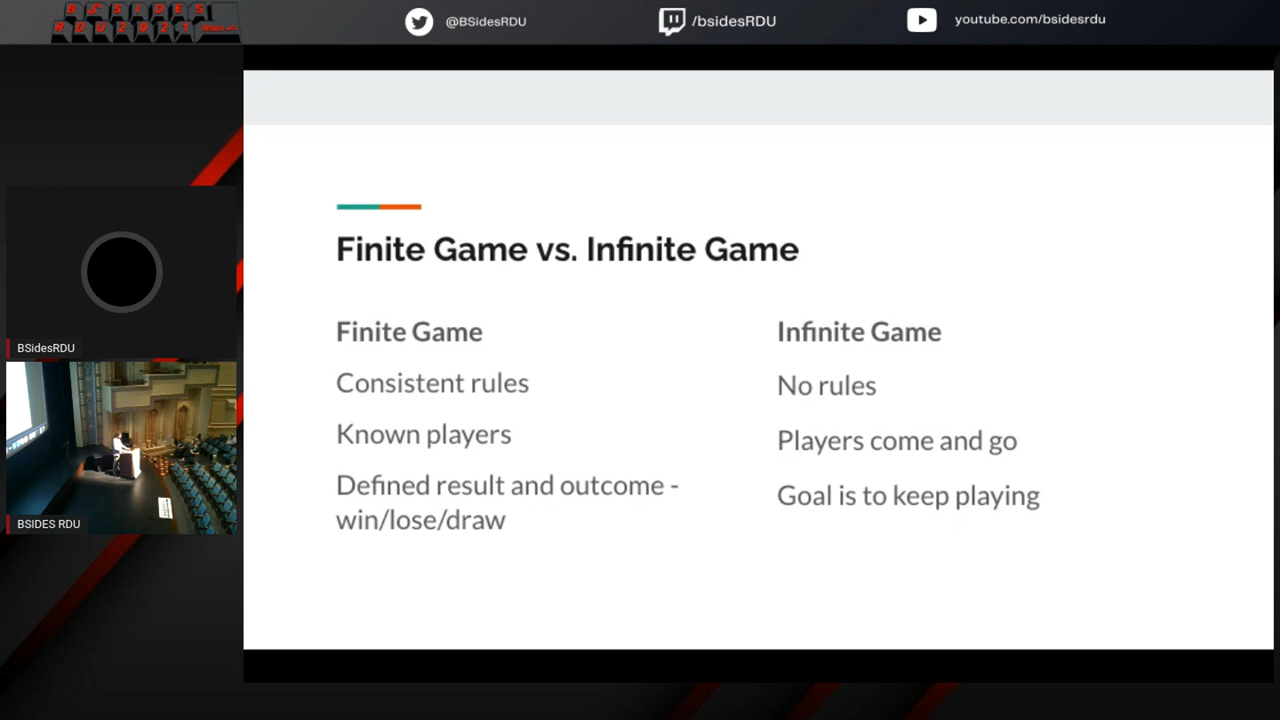 BSIDES
RDU2021
@BSidesRDU
/bsidesRDU
youtube.com/bsidesrdu
Finite Game vs. Infinite Game
Finite Game
Consistent rules
Known players
Defined result and outcome -
win/lose/draw
Infinite Game
No rules
Players come and go
Goal is to keep playing
BSidesRDU
BSIDES RDU